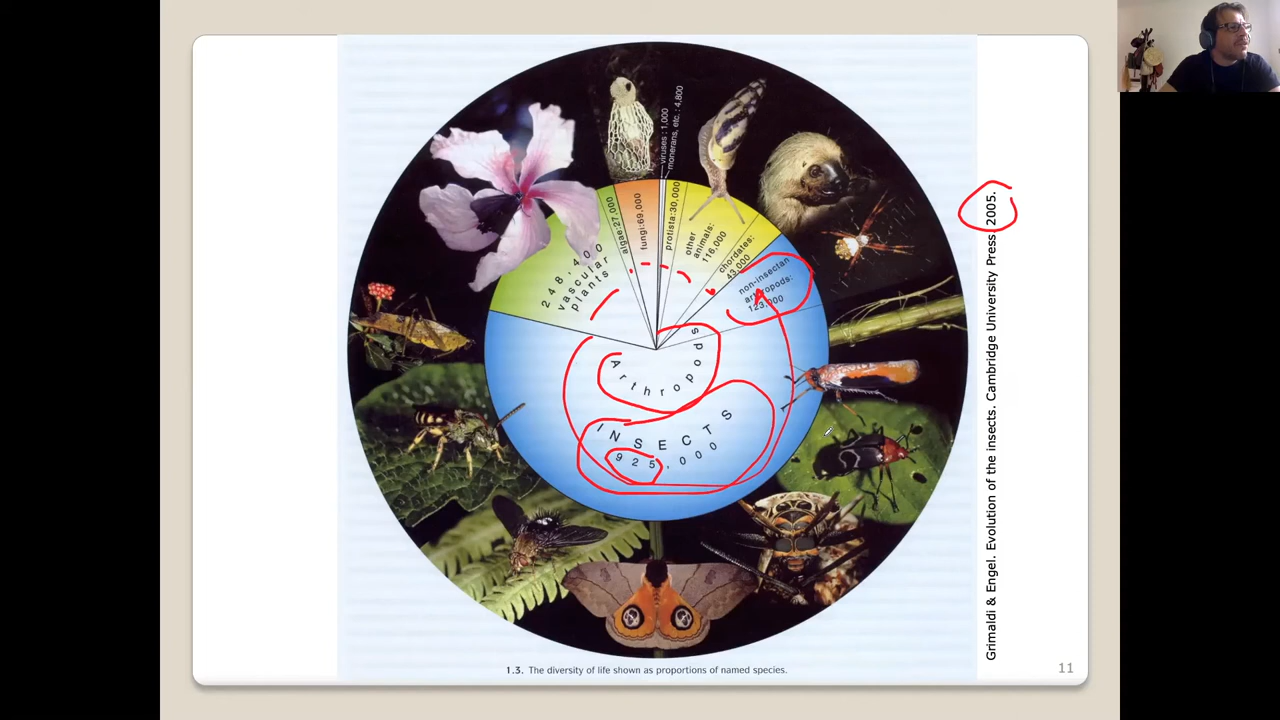 viruses: 1,000
monerans, etc.: 4,800
248,400
vascular
plants
algae:27,000
fungi:69,000
protista:30,000
other
animals:
116,000
chordates:
43,000
non-insectan
arthropods:
123,000
Arthropods
INSECTS
925,000
1.3. The diversity of life shown as proportions of named species.
Grimaldi & Engel. Evolution of the insects. Cambridge University Press, 2005.
11